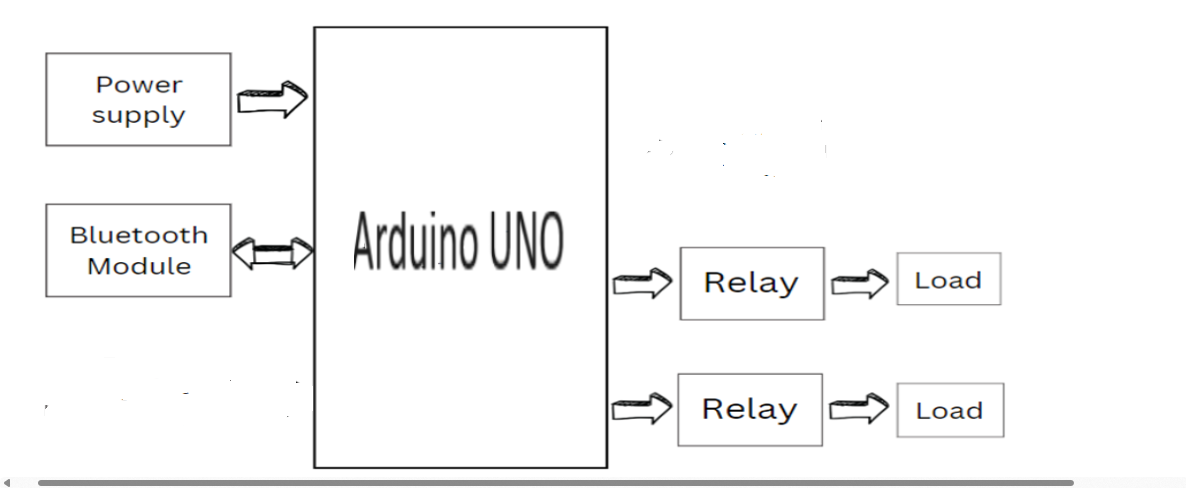 Power
supply
Bluetooth
Module
Arduino UNO
Relay
Load
Relay
Load